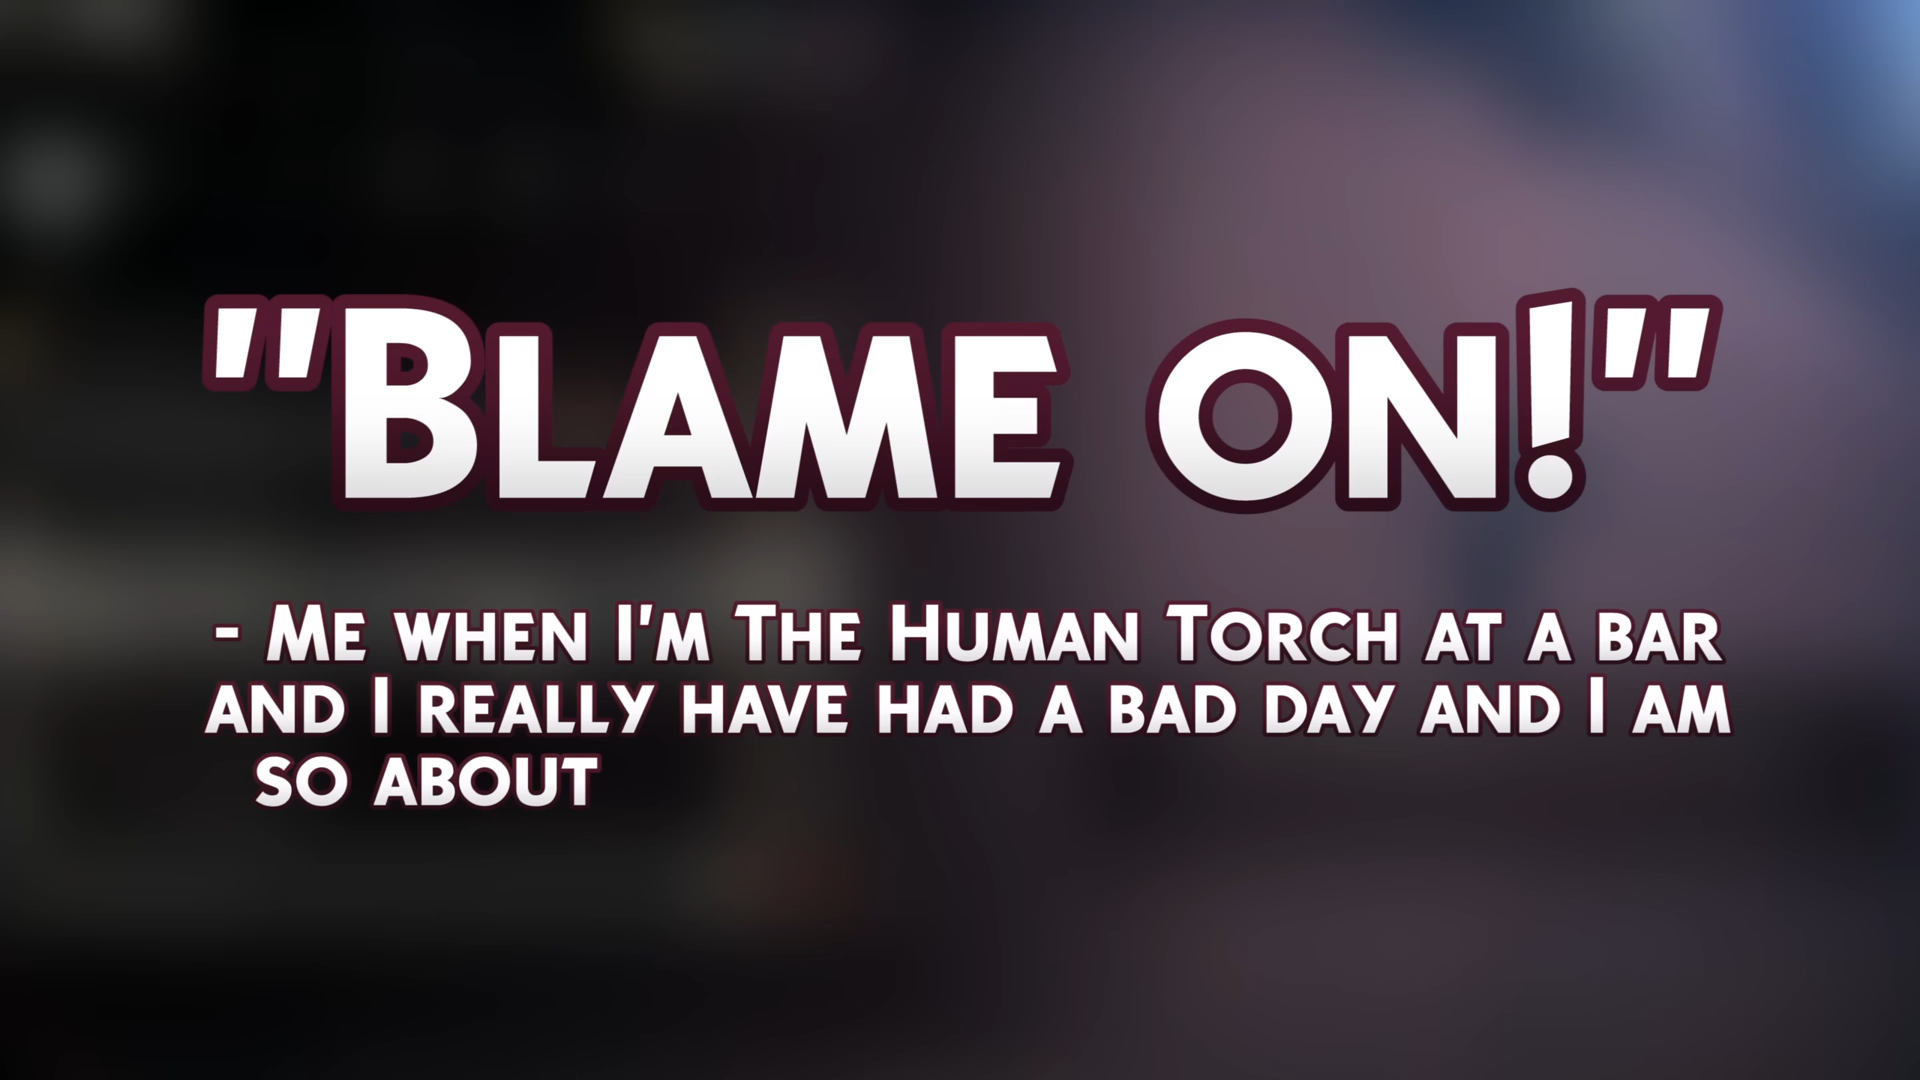 "Blame on!"
- Me when I'm The Human Torch at a bar
and I really have had a bad day and I am
so about